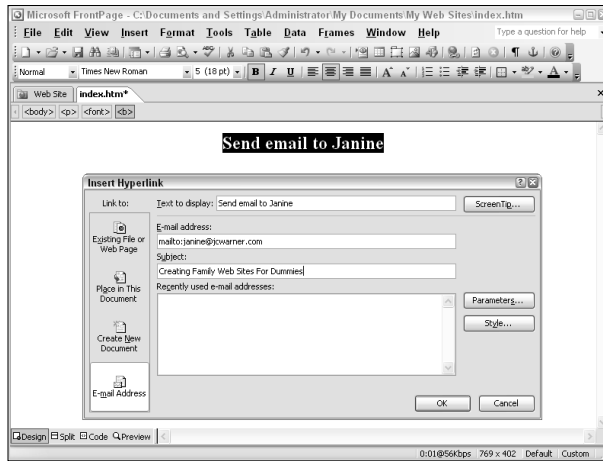 Microsoft FrontPage - C:\Documents and Settings\Administrator\My Documents\My Web Sites\index.htm
File Edit View Insert Format Tools Table Data Frames Window Help Type a question for help
Normal Times New Roman 5 (18 pt) B I U
Web Site index.htm*
<body> <p> <font> <b>
Send email to Janine
Insert Hyperlink
Link to: Text to display: Send email to Janine ScreenTip...
Existing File or Web Page
E-mail address:
mailto:janine@jcwarner.com
Subject:
Creating Family Web Sites For Dummies
Place in This Document
Recently used e-mail addresses:
Parameters...
Style...
Create New Document
E-mail Address
OK Cancel
Design Split Code Preview
0:01@56Kbps 769 x 402 Default Custom